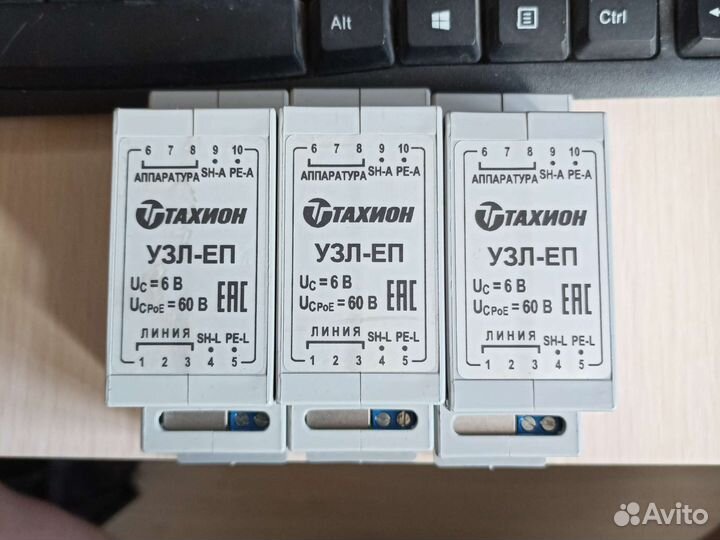 Alt
Ctrl
6 7 8 9 10
АППАРАТУРА SH-A PE-A
ТАХИОН
УЗЛ-ЕП
Uc = 6 В
UCPoE = 60 В
EAC
ЛИНИЯ SH-L PE-L
1 2 3 4 5
6 7 8 9 10
АППАРАТУРА SH-A PE-A
ТАХИОН
УЗЛ-ЕП
Uc = 6 В
UCPoE = 60 В
EAC
ЛИНИЯ SH-L PE-L
1 2 3 4 5
6 7 8 9 10
АППАРАТУРА SH-A PE-A
ТАХИОН
УЗЛ-ЕП
Uc = 6 В
UCPoE = 60 В
EAC
ЛИНИЯ SH-L PE-L
1 2 3 4 5
Avito